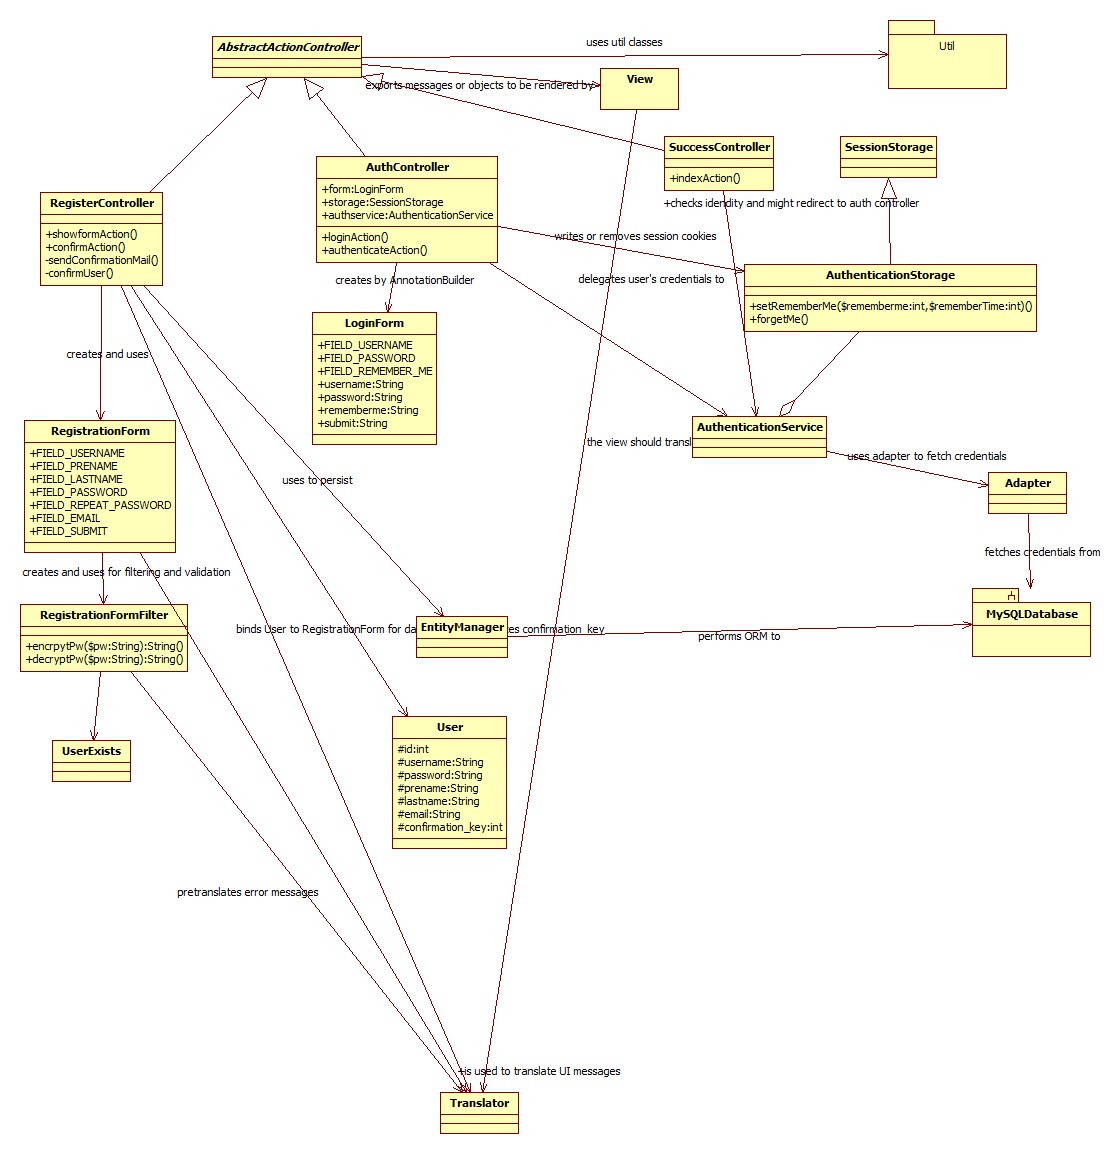 AbstractActionController
uses util classes
Util
exports messages or objects to be rendered by
View
SuccessController
+indexAction()
SessionStorage
+checks idendity and might redirect to auth controller
AuthController
+form:LoginForm
+storage:SessionStorage
+authservice:AuthenticationService
+loginAction()
+authenticateAction()
RegisterController
+showformAction()
+confirmAction()
-sendConfirmationMail()
-confirmUser()
writes or removes session cookies
creates by AnnotationBuilder
delegates user's credentials to
AuthenticationStorage
+setRememberMe($rememberme:int,$rememberTime:int)()
+forgetMe()
LoginForm
+FIELD_USERNAME
+FIELD_PASSWORD
+FIELD_REMEMBER_ME
+username:String
+password:String
+rememberme:String
+submit:String
creates and uses
RegistrationForm
+FIELD_USERNAME
+FIELD_PRENAME
+FIELD_LASTNAME
+FIELD_PASSWORD
+FIELD_REPEAT_PASSWORD
+FIELD_EMAIL
+FIELD_SUBMIT
AuthenticationService
the view should transl
uses adapter to fetch credentials
Adapter
uses to persist
fetches credentials from
creates and uses for filtering and validation
RegistrationFormFilter
+encrpytPw($pw:String):String()
+decryptPw($pw:String):String()
MySQLDatabase
EntityManager
binds User to RegistrationForm for da
es confirmation_key
performs ORM to
UserExists
User
#id:int
#username:String
#password:String
#prename:String
#lastname:String
#email:String
#confirmation_key:int
pretranslates error messages
+is used to translate UI messages
Translator